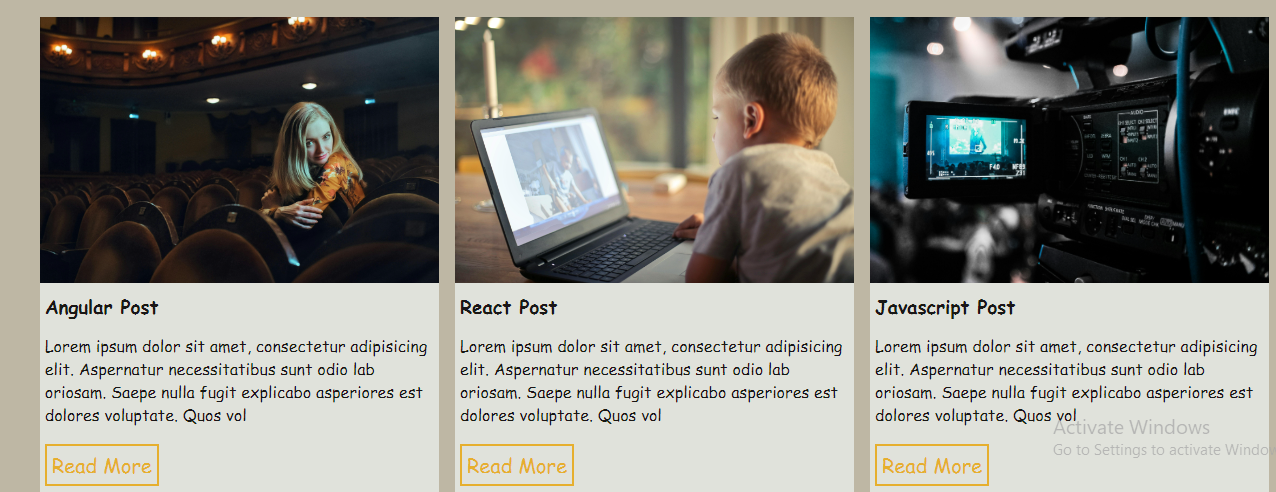 Angular Post
Lorem ipsum dolor sit amet, consectetur adipisicing
elit. Aspernatur necessitatibus sunt odio lab
oriosam. Saepe nulla fugit explicabo asperiores est
dolores voluptate. Quos vol
Read More
React Post
Lorem ipsum dolor sit amet, consectetur adipisicing
elit. Aspernatur necessitatibus sunt odio lab
oriosam. Saepe nulla fugit explicabo asperiores est
dolores voluptate. Quos vol
Read More
AUDIO
F40
Javascript Post
Lorem ipsum dolor sit amet, consectetur adipisicing
elit. Aspernatur necessitatibus sunt odio lab
oriosam. Saepe nulla fugit explicabo asperiores est
dolores voluptate. Quos vol
Read More
Activate Windows
Go to Settings to activate Window